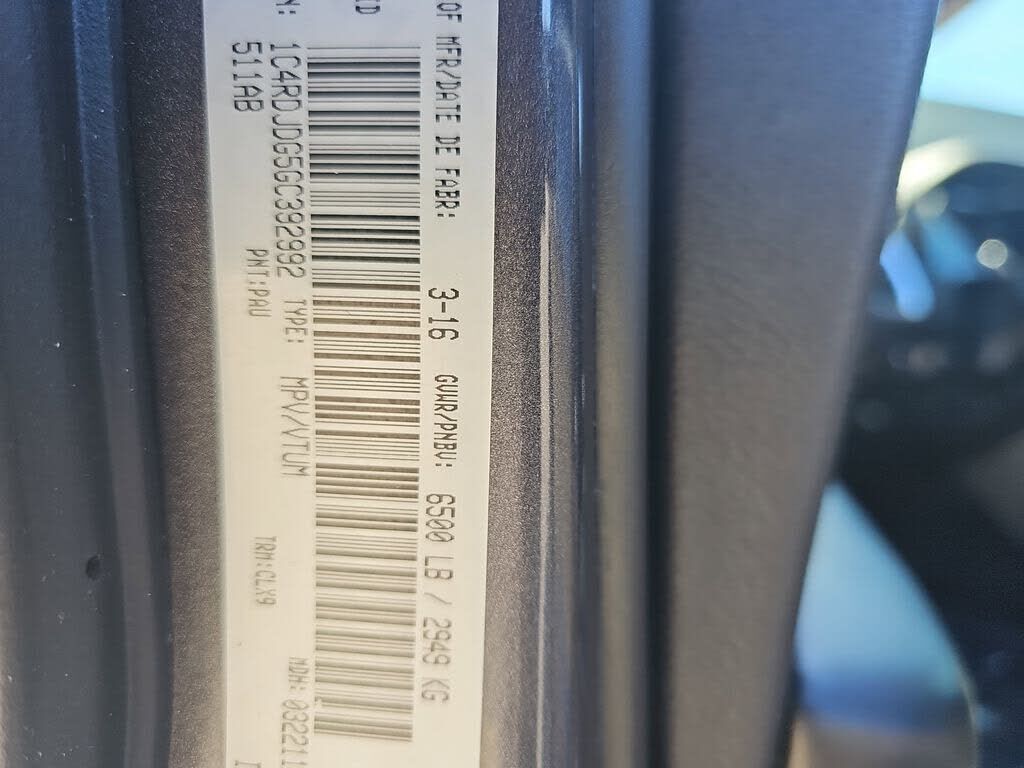 OF MFR/DATE DE FABR: 3-16 GVWR/PNBV: 6500 LB / 2949 KG
1C4RDJDG5GC392992 TYPE: MPV/VTUM MDH: 032211
511AB PNT:PAU TRM:CLX9